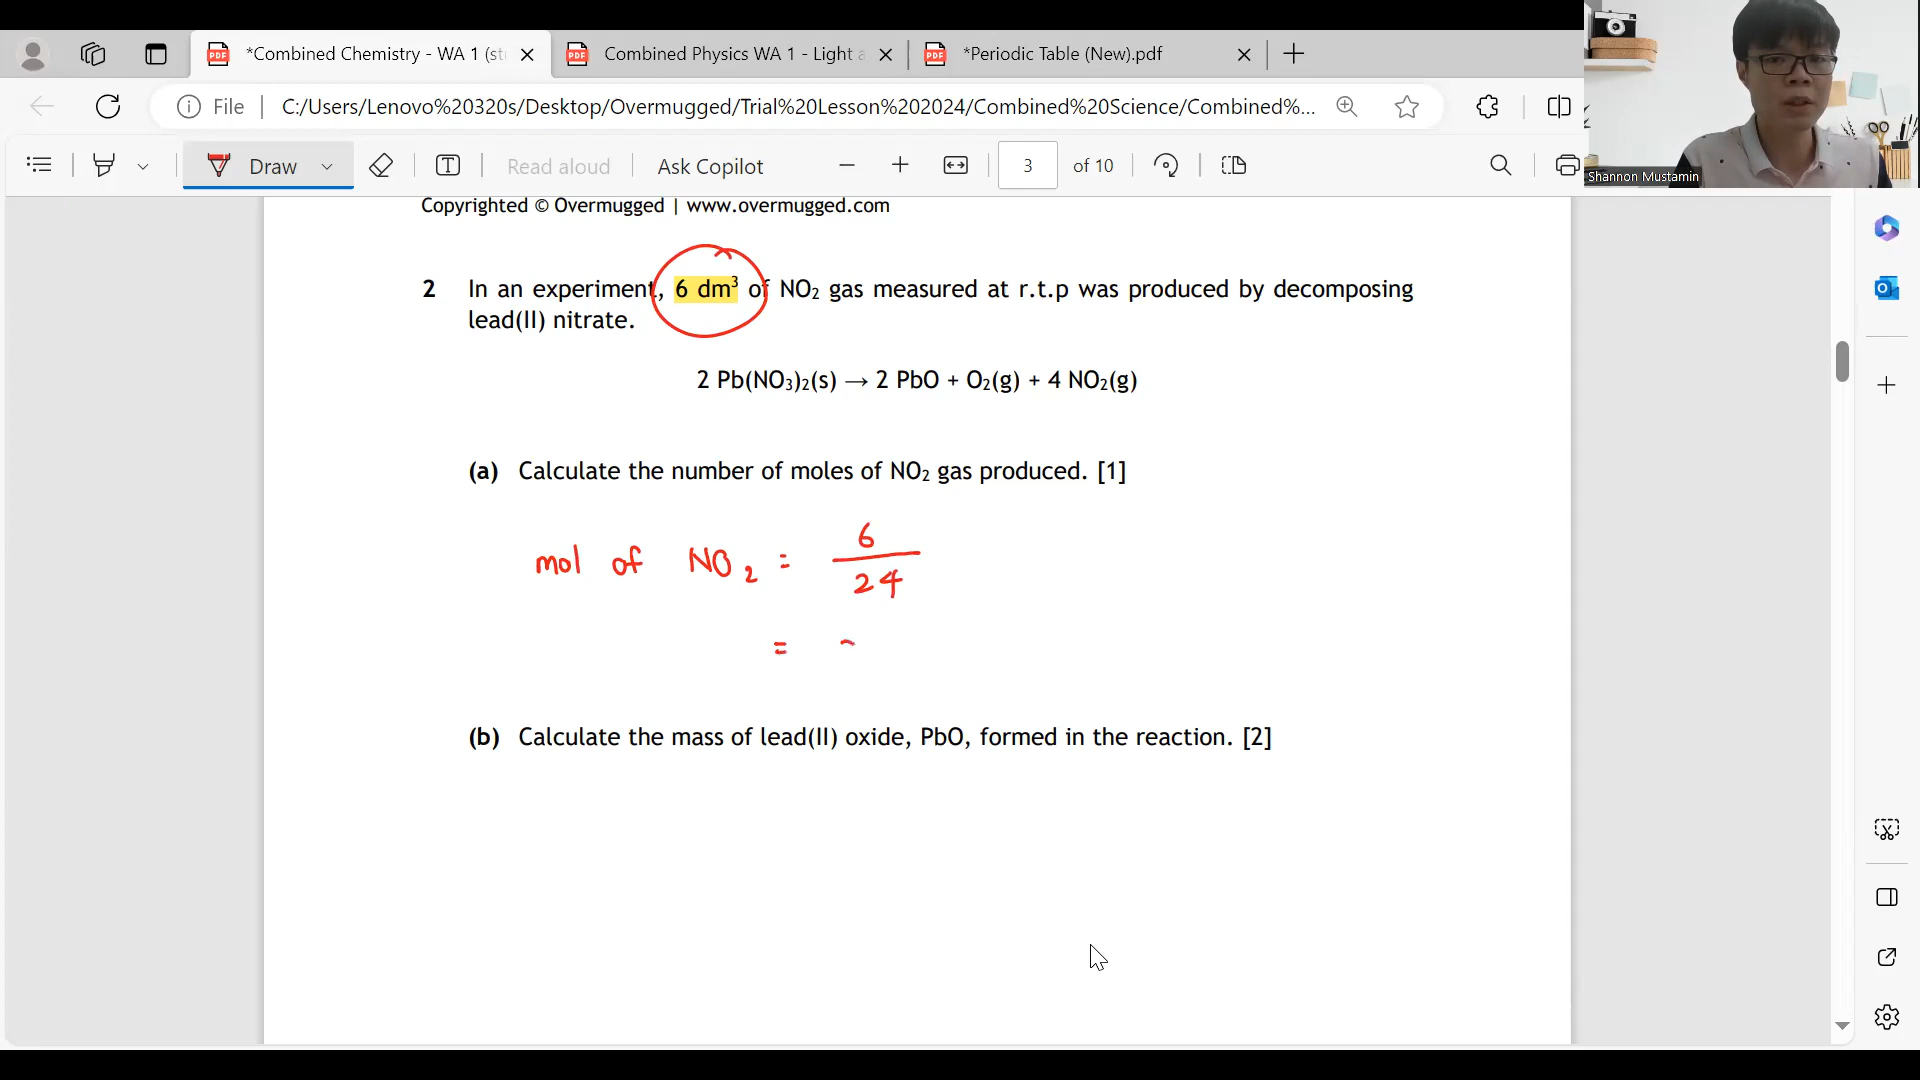 *Combined Chemistry - WA 1 (st
Combined Physics WA 1 - Light a
*Periodic Table (New).pdf
File
C:/Users/Lenovo%20320s/Desktop/Overmugged/Trial%20Lesson%202024/Combined%20Science/Combined%...
Draw
Read aloud
Ask Copilot
3
of 10
Shannon Mustamin
Copyrighted © Overmugged | www.overmugged.com
2 In an experiment, 6 dm³ of NO₂ gas measured at r.t.p was produced by decomposing
lead(II) nitrate.
2 Pb(NO₃)₂(s) → 2 PbO + O₂(g) + 4 NO₂(g)
(a) Calculate the number of moles of NO₂ gas produced. [1]
mol of NO₂ = 6
24
=
(b) Calculate the mass of lead(II) oxide, PbO, formed in the reaction. [2]